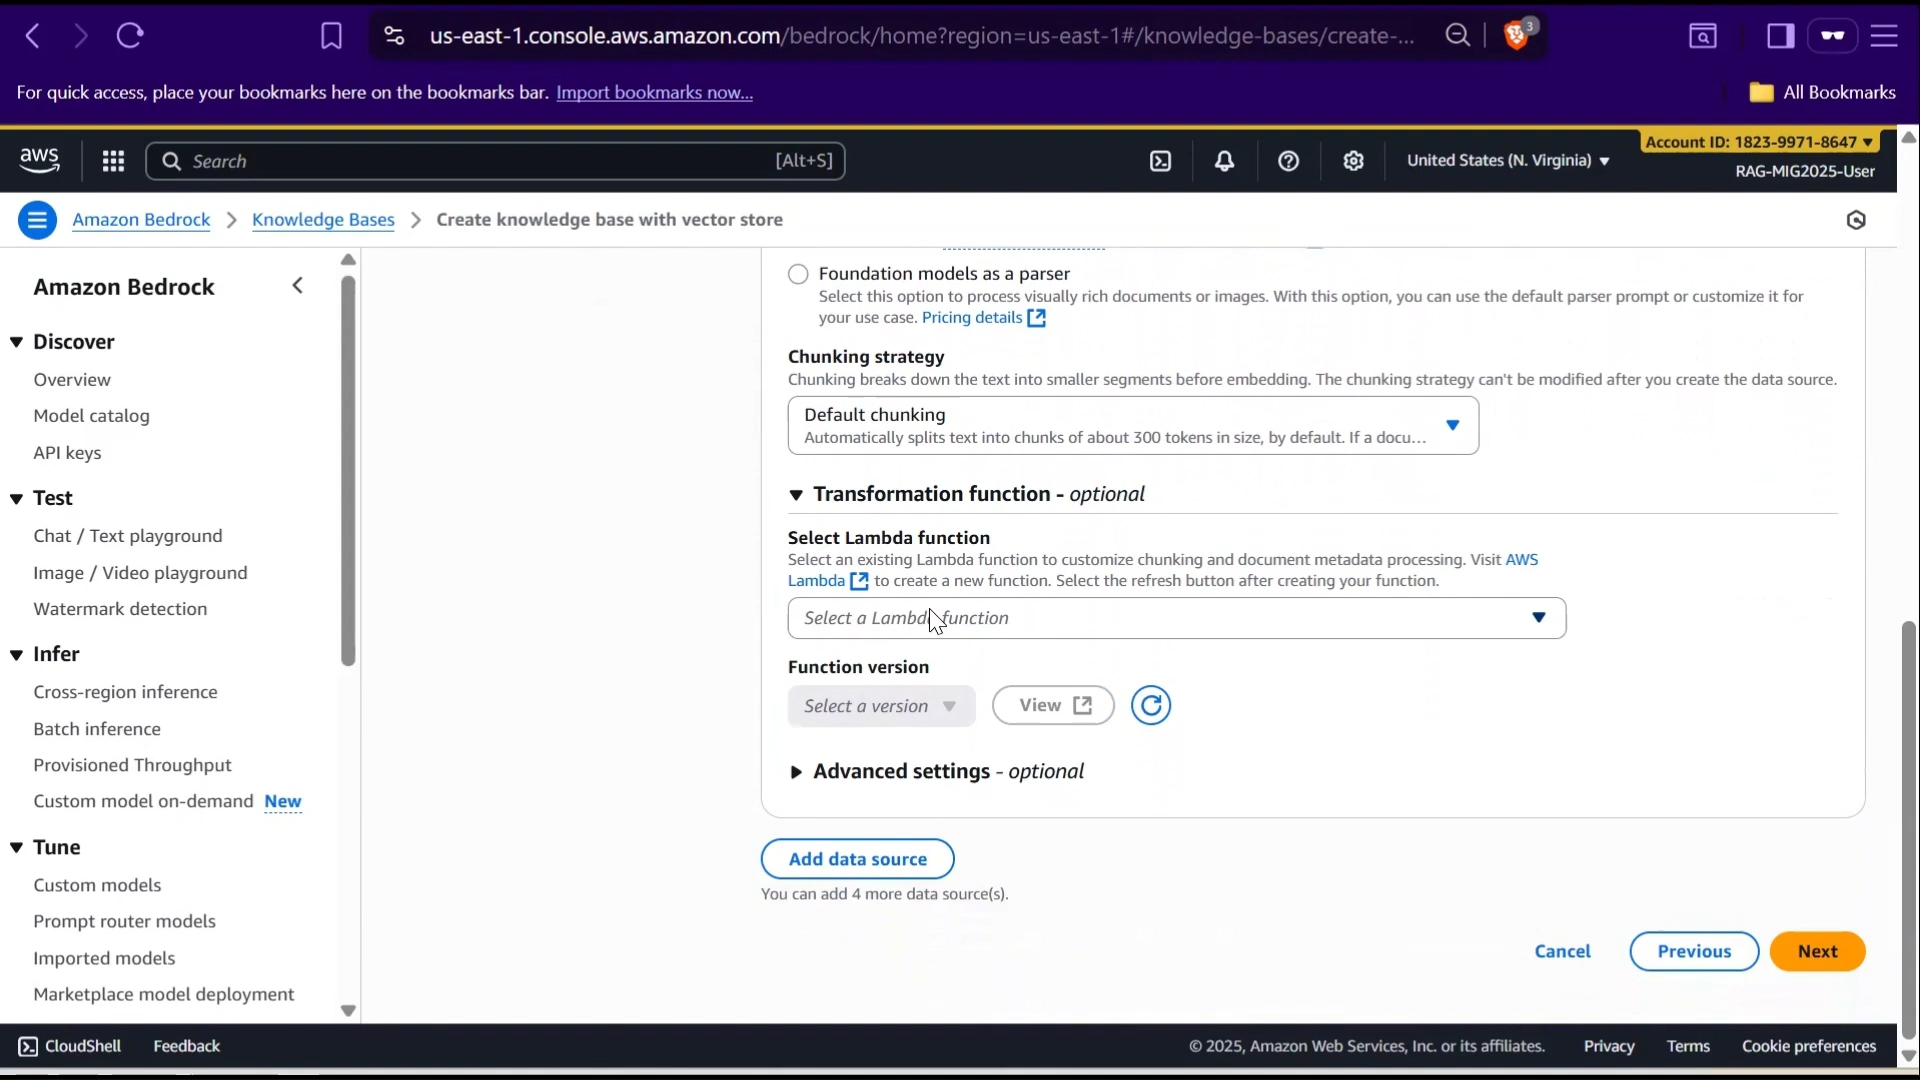 us-east-1.console.aws.amazon.com/bedrock/home?region=us-east-1#/knowledge-bases/create-...
3
For quick access, place your bookmarks here on the bookmarks bar. Import bookmarks now...
All Bookmarks
aws
Search
[Alt+S]
United States (N. Virginia)
Account ID: 1823-9971-8647
RAG-MIG2025-User
Amazon Bedrock
Knowledge Bases
Create knowledge base with vector store
Amazon Bedrock
Discover
Overview
Model catalog
API keys
Test
Chat / Text playground
Image / Video playground
Watermark detection
Infer
Cross-region inference
Batch inference
Provisioned Throughput
Custom model on-demand New
Tune
Custom models
Prompt router models
Imported models
Marketplace model deployment
Foundation models as a parser
Select this option to process visually rich documents or images. With this option, you can use the default parser prompt or customize it for
your use case. Pricing details
Chunking strategy
Chunking breaks down the text into smaller segments before embedding. The chunking strategy can't be modified after you create the data source.
Default chunking
Automatically splits text into chunks of about 300 tokens in size, by default. If a docu...
Transformation function - optional
Select Lambda function
Select an existing Lambda function to customize chunking and document metadata processing. Visit AWS
Lambda to create a new function. Select the refresh button after creating your function.
Select a Lambda function
Function version
Select a version
View
Advanced settings - optional
Add data source
You can add 4 more data source(s).
Cancel
Previous
Next
CloudShell
Feedback
© 2025, Amazon Web Services, Inc. or its affiliates.
Privacy
Terms
Cookie preferences